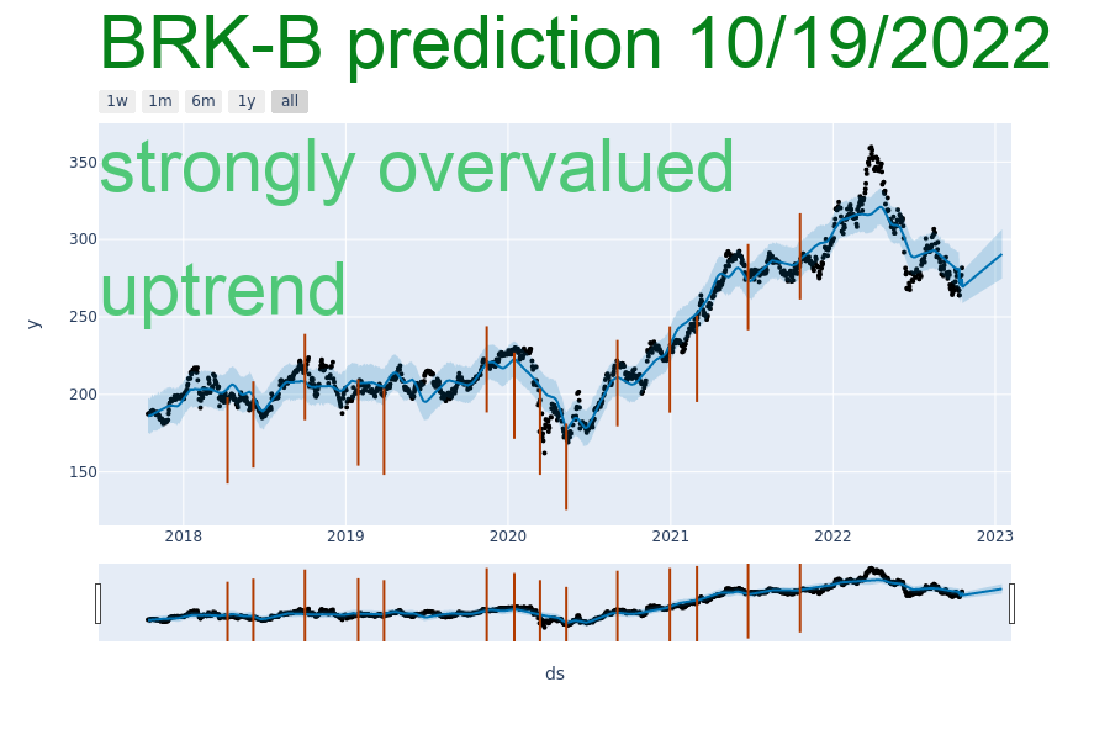 BRK-B prediction 10/19/2022
1w 1m 6m 1y all
strongly overvalued
uptrend
350
300
250
200
150
y
2018 2019 2020 2021 2022 2023
ds